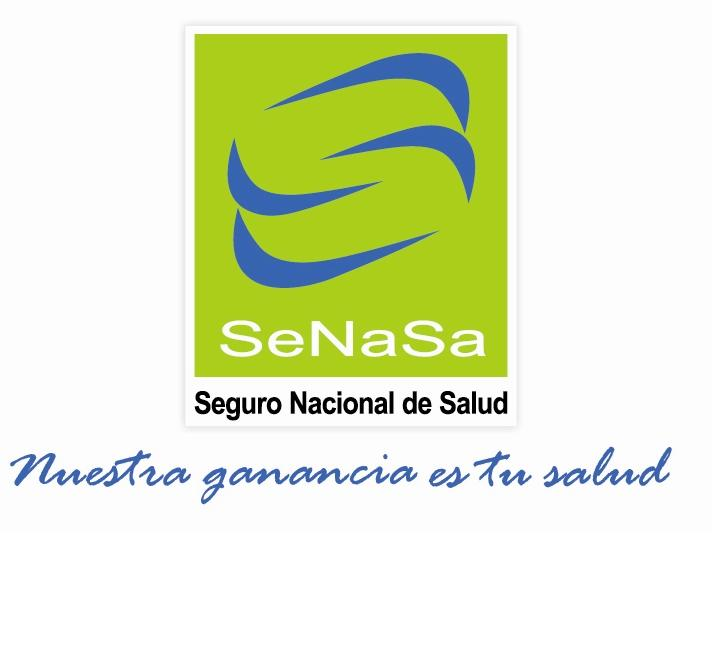 SeNaSa
Seguro Nacional de Salud
Nuestra ganancia es tu salud